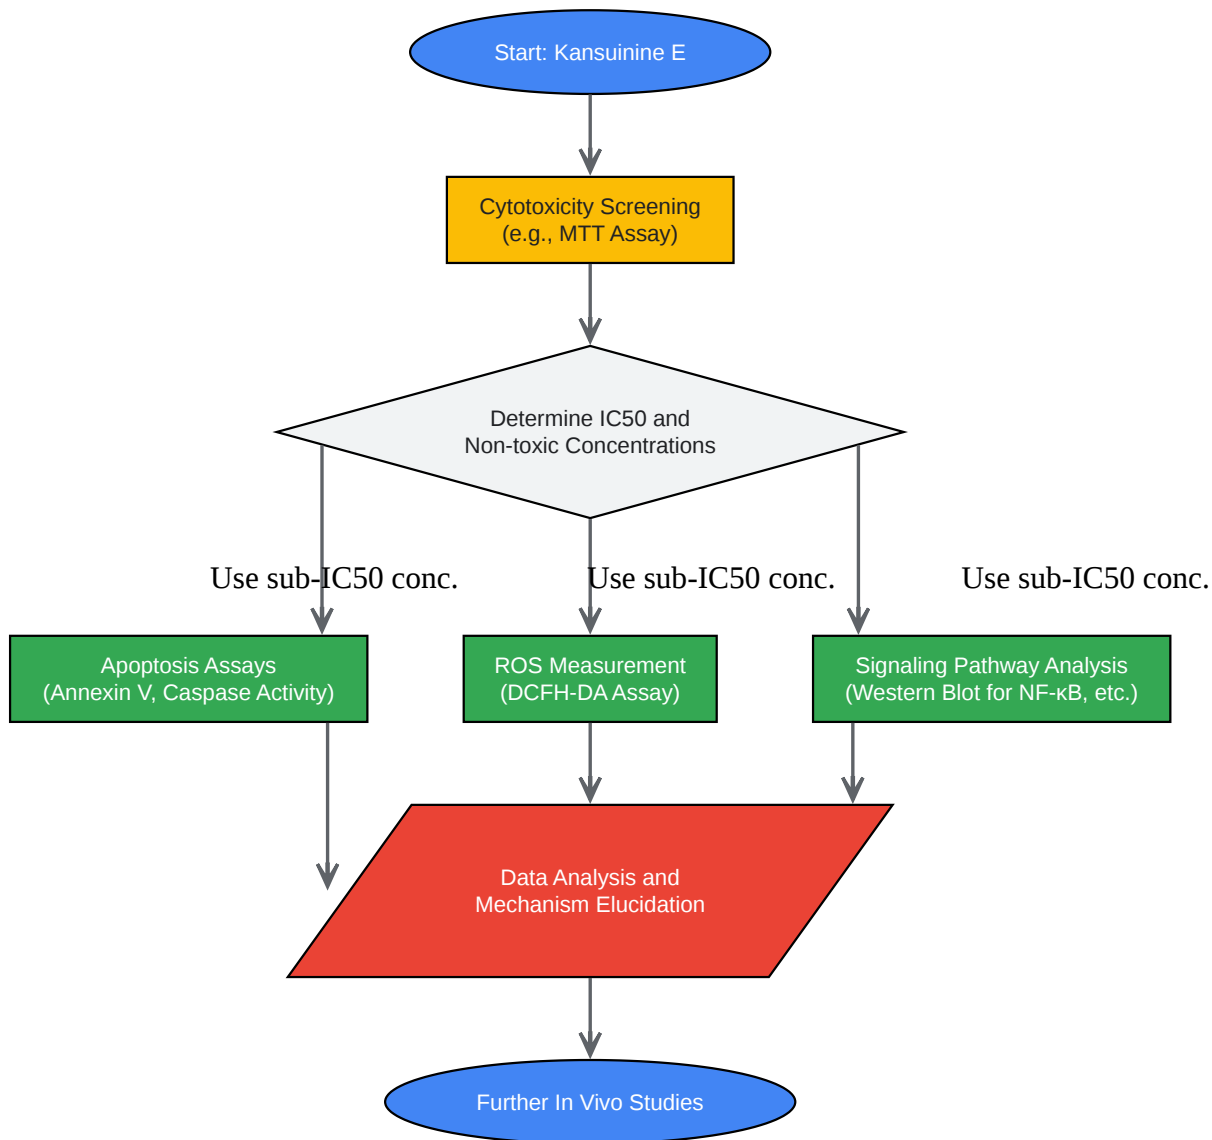 Start: Kansuinine E
Cytotoxicity Screening
(e.g., MTT Assay)
Determine IC50 and
Non-toxic Concentrations
Use sub-IC50 conc.
Use sub-IC50 conc.
Use sub-IC50 conc.
Apoptosis Assays
(Annexin V, Caspase Activity)
ROS Measurement
(DCFH-DA Assay)
Signaling Pathway Analysis
(Western Blot for NF-κB, etc.)
Data Analysis and
Mechanism Elucidation
Further In Vivo Studies